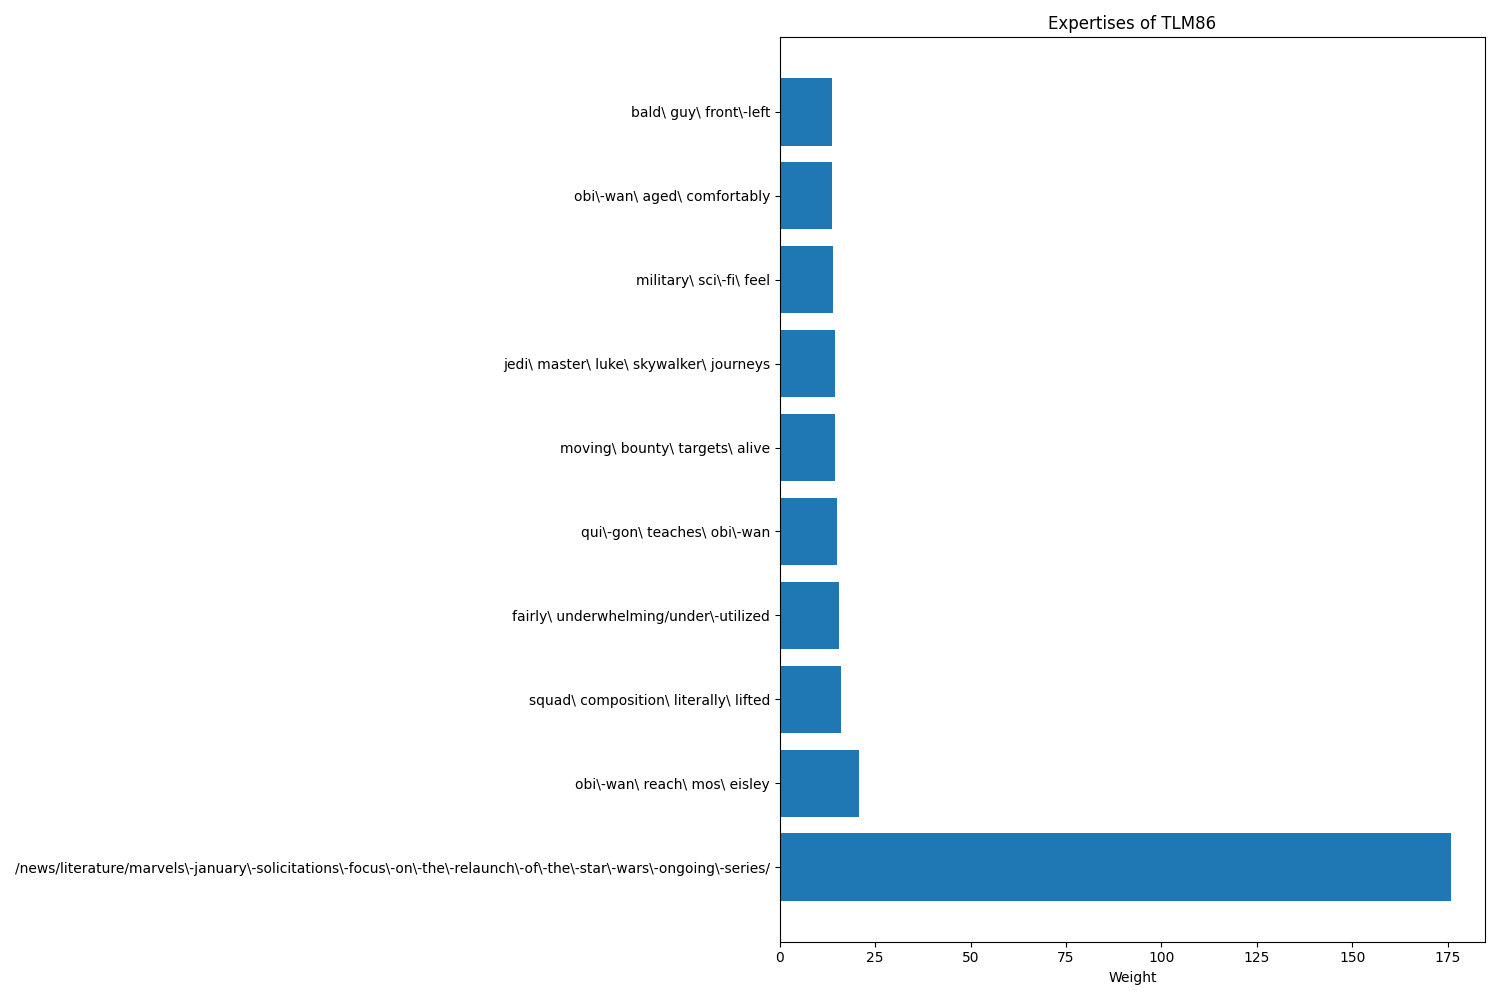 Expertises of TLM86
bald\ guy\ front\-left
obi\-wan\ aged\ comfortably
military\ sci\-fi\ feel
jedi\ master\ luke\ skywalker\ journeys
moving\ bounty\ targets\ alive
qui\-gon\ teaches\ obi\-wan
fairly\ underwhelming/under\-utilized
squad\ composition\ literally\ lifted
obi\-wan\ reach\ mos\ eisley
/news/literature/marvels\-january\-solicitations\-focus\-on\-the\-relaunch\-of\-the\-star\-wars\-ongoing\-series/
0 25 50 75 100 125 150 175
Weight